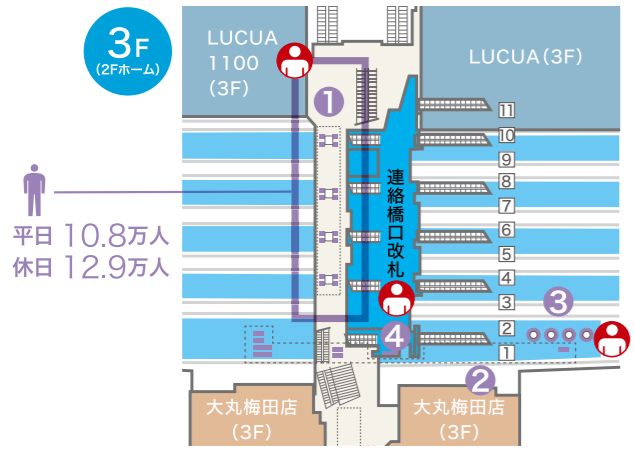 3F
(2Fホーム)
LUCUA
1100
(3F)
LUCUA(3F)
1
11
10
9
8
7
6
5
4
3
2
1
連絡橋口改札
平日 10.8万人
休日 12.9万人
3
4
2
大丸梅田店
(3F)
大丸梅田店
(3F)